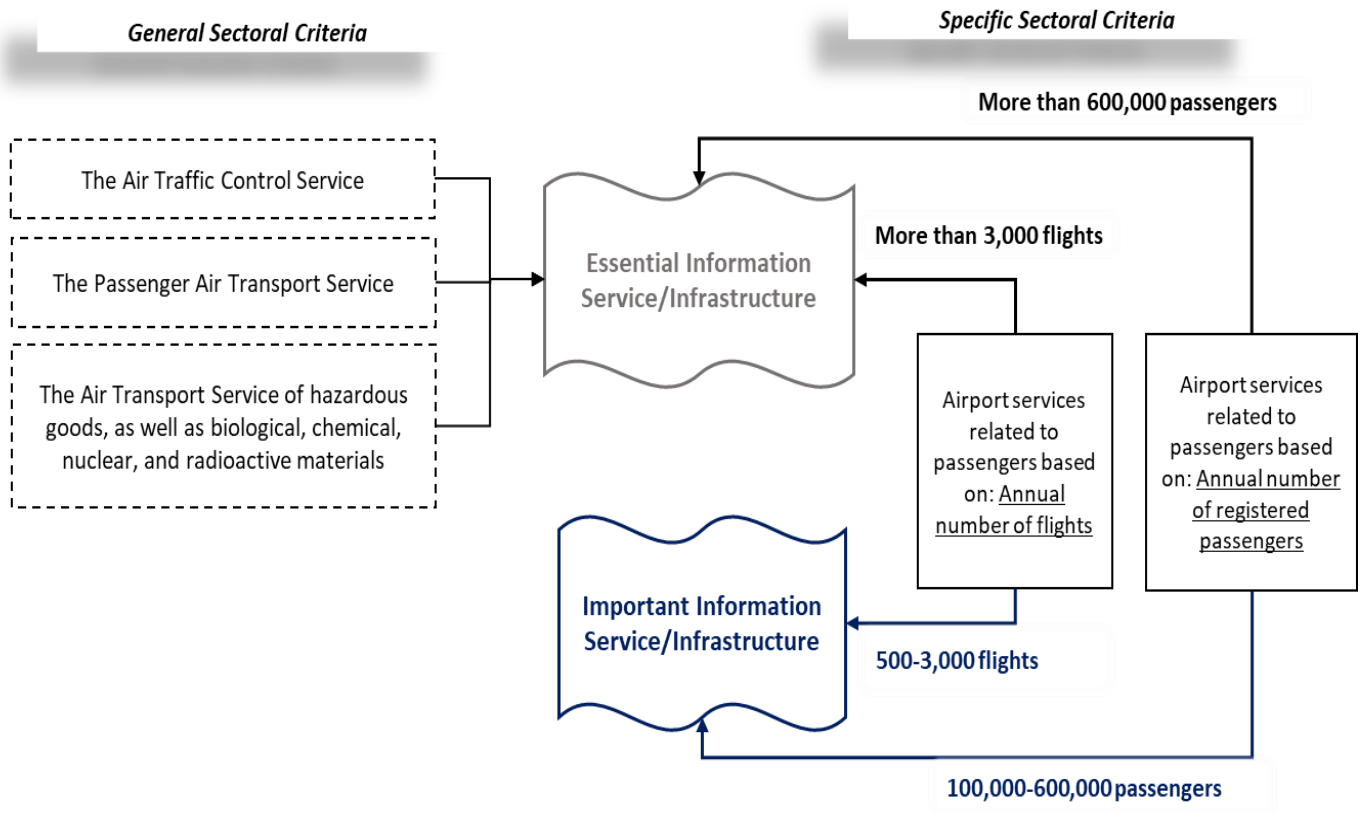 General Sectoral Criteria
Specific Sectoral Criteria
More than 600,000 passengers
The Air Traffic Control Service
The Passenger Air Transport Service
The Air Transport Service of hazardous
goods, as well as biological, chemical,
nuclear, and radioactive materials
Essential Information
Service/Infrastructure
More than 3,000 flights
Airport services
related to
passengers based
on: Annual
number of flights
Airport services
related to
passengers based
on: Annual number
of registered
passengers
Important Information
Service/Infrastructure
500-3,000 flights
100,000-600,000 passengers